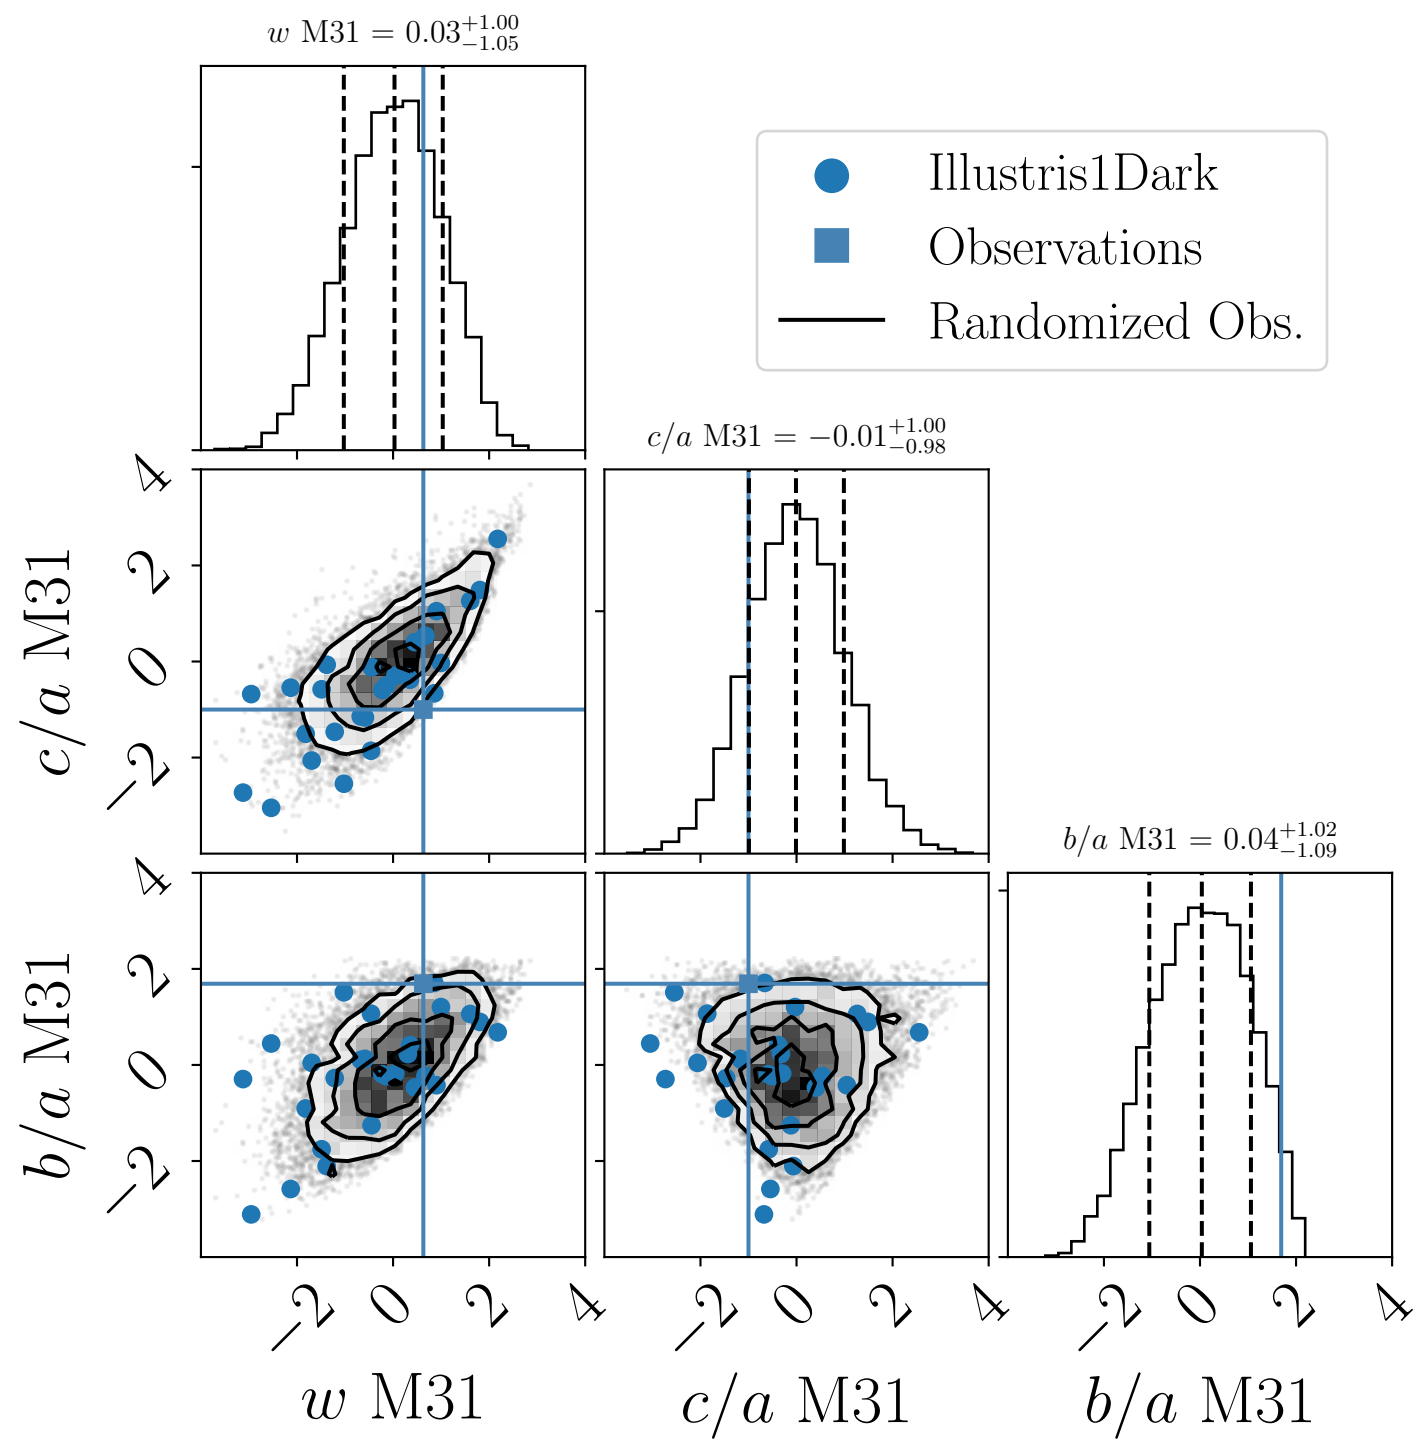 w M31 = 0.03+1.00 −1.05
Illustris1Dark
Observations
Randomized Obs.
c/a M31 = −0.01+1.00 −0.98
4
2
0
−2
c/a M31
b/a M31 = 0.04+1.02 −1.09
4
2
0
−2
b/a M31
−2 0 2 4
−2 0 2 4
−2 0 2 4
w M31
c/a M31
b/a M31